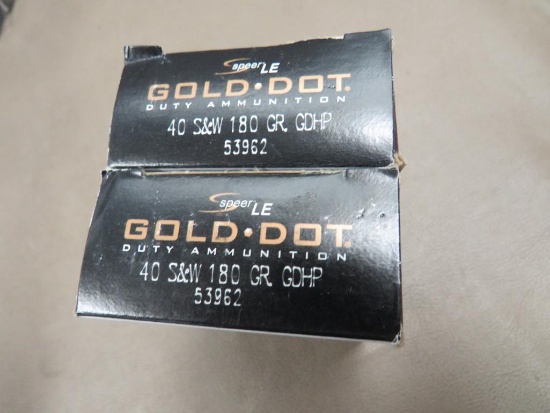 Speer LE
GOLD•DOT®
DUTY AMMUNITION
40 S&W 180 GR. GDHP
53962
Speer LE
GOLD•DOT®
DUTY AMMUNITION
40 S&W 180 GR. GDHP
53962